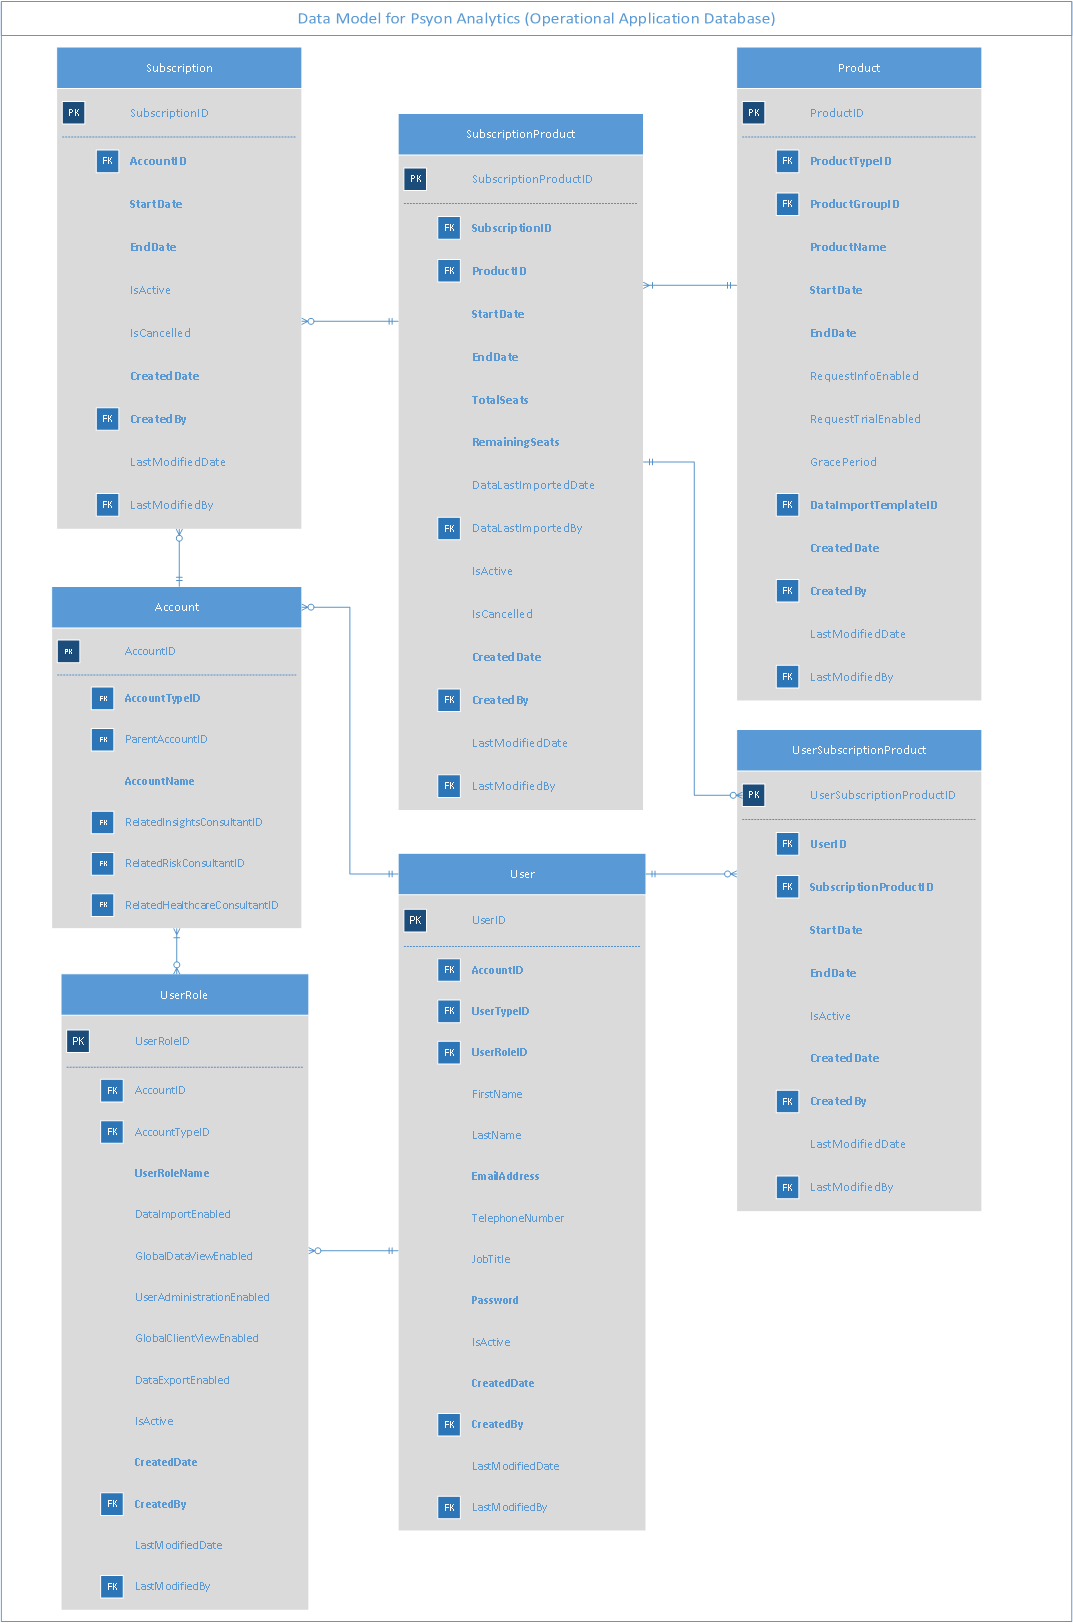 Data Model for Psyon Analytics (Operational Application Database)
Subscription
PK SubscriptionID
FK AccountID
StartDate
EndDate
IsActive
IsCancelled
CreatedDate
FK CreatedBy
LastModifiedDate
FK LastModifiedBy
SubscriptionProduct
PK SubscriptionProductID
FK SubscriptionID
FK ProductID
StartDate
EndDate
TotalSeats
RemainingSeats
DataLastImportedDate
FK DataLastImportedBy
IsActive
IsCancelled
CreatedDate
FK CreatedBy
LastModifiedDate
FK LastModifiedBy
Product
PK ProductID
FK ProductTypeID
FK ProductGroupID
ProductName
StartDate
EndDate
RequestInfoEnabled
RequestTrialEnabled
GracePeriod
FK DataImportTemplateID
CreatedDate
FK CreatedBy
LastModifiedDate
FK LastModifiedBy
Account
PK AccountID
FK AccountTypeID
FK ParentAccountID
AccountName
FK RelatedInsightsConsultantID
FK RelatedRiskConsultantID
FK RelatedHealthcareConsultantID
User
PK UserID
FK AccountID
FK UserTypeID
FK UserRoleID
FirstName
LastName
EmailAddress
TelephoneNumber
JobTitle
Password
IsActive
CreatedDate
FK CreatedBy
LastModifiedDate
FK LastModifiedBy
UserSubscriptionProduct
PK UserSubscriptionProductID
FK UserID
FK SubscriptionProductID
StartDate
EndDate
IsActive
CreatedDate
FK CreatedBy
LastModifiedDate
FK LastModifiedBy
UserRole
PK UserRoleID
FK AccountID
FK AccountTypeID
UserRoleName
DataImportEnabled
GlobalDataViewEnabled
UserAdministrationEnabled
GlobalClientViewEnabled
DataExportEnabled
IsActive
CreatedDate
FK CreatedBy
LastModifiedDate
FK LastModifiedBy